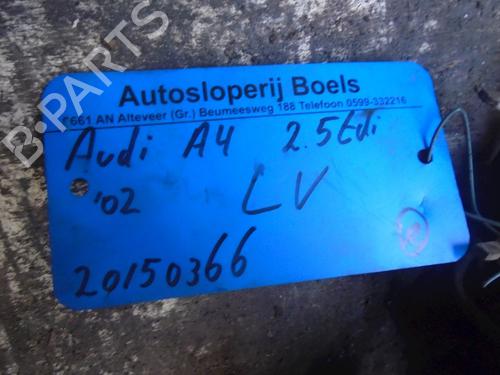 B-PARTS
Autosloperij Boels
9661 AN Alteveer (Gr.) Beumeesweg 188 Telefoon 0599-332216
Audi A4 2.5tdi
'02 LV
20150366